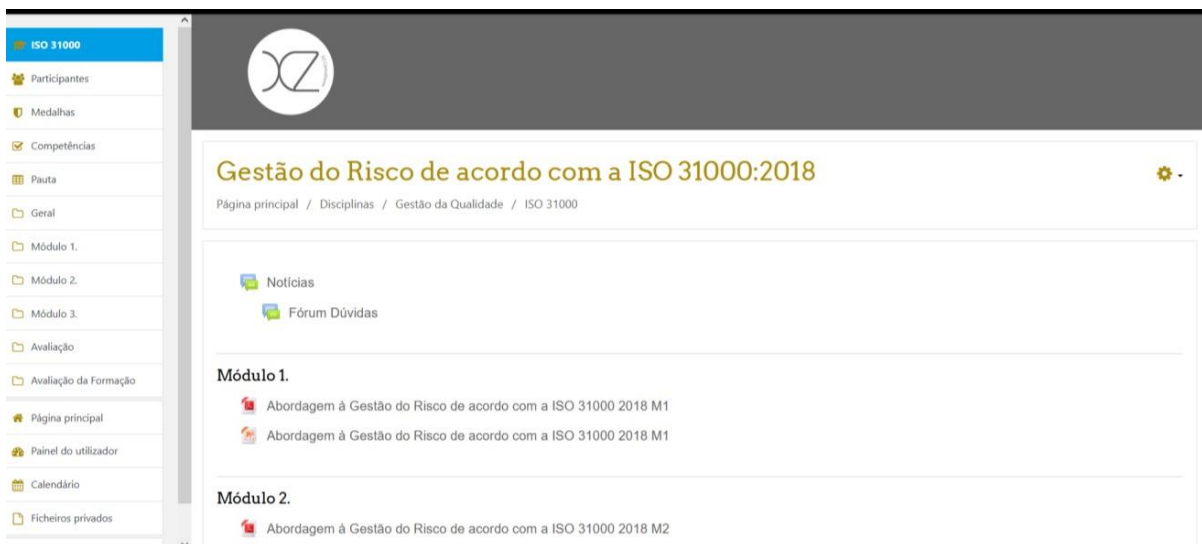 ISO 31000
Participantes
Medalhas
Competências
Pauta
Geral
Módulo 1.
Módulo 2.
Módulo 3.
Avaliação
Avaliação da Formação
Página principal
Painel do utilizador
Calendário
Ficheiros privados
Gestão do Risco de acordo com a ISO 31000:2018
Página principal / Disciplinas / Gestão da Qualidade / ISO 31000
Notícias
Fórum Dúvidas
Módulo 1.
Abordagem à Gestão do Risco de acordo com a ISO 31000 2018 M1
Abordagem à Gestão do Risco de acordo com a ISO 31000 2018 M1
Módulo 2.
Abordagem à Gestão do Risco de acordo com a ISO 31000 2018 M2